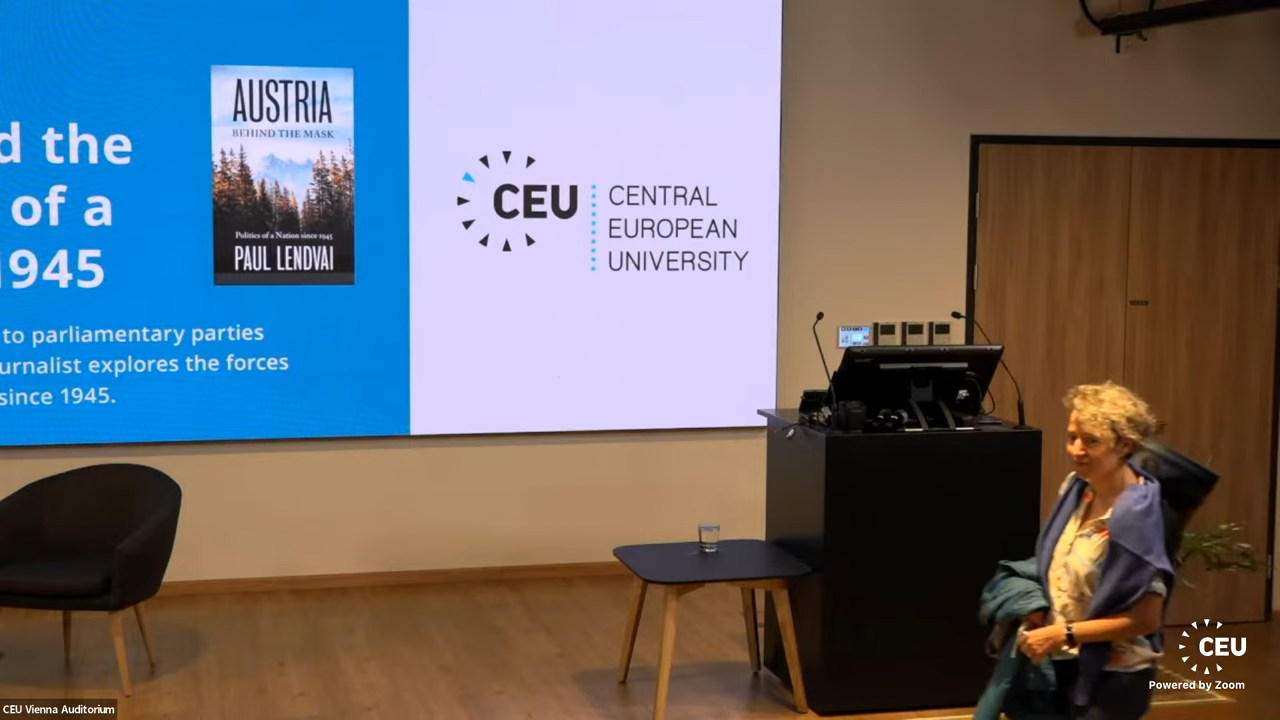 d the
of a
1945
to parliamentary parties
urnalist explores the forces
since 1945.
AUSTRIA
BEHIND THE MASK
Politics of a Nation since 1945
PAUL LENDVAI
CEU
CENTRAL
EUROPEAN
UNIVERSITY
CEU
Powered by Zoom
CEU Vienna Auditorium